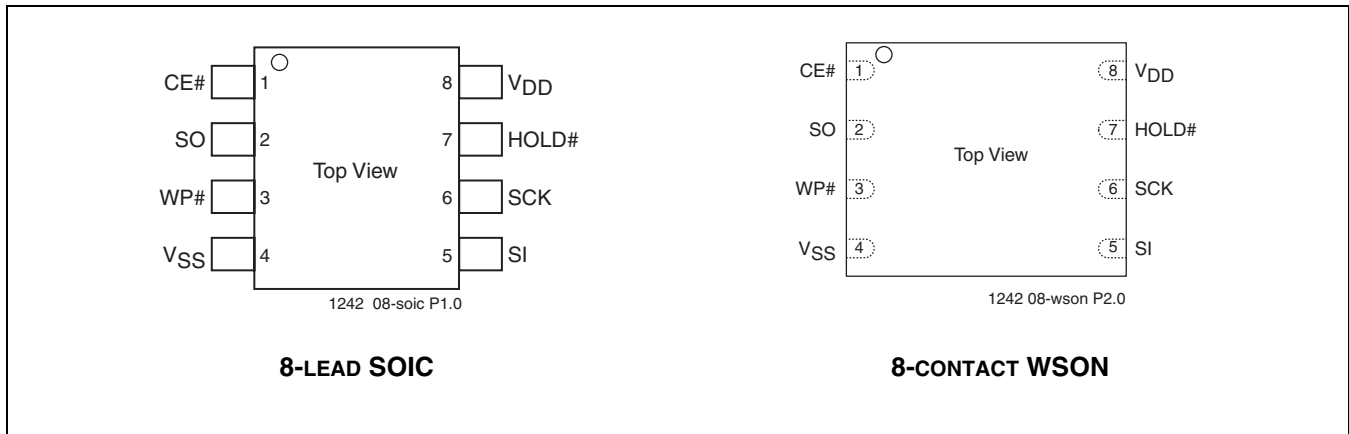 CE# 1 8 VDD
SO 2 7 HOLD#
Top View
WP# 3 6 SCK
VSS 4 5 SI
1242 08-soic P1.0
8-LEAD SOIC
CE# 1 8 VDD
SO 2 7 HOLD#
Top View
WP# 3 6 SCK
VSS 4 5 SI
1242 08-wson P2.0
8-CONTACT WSON